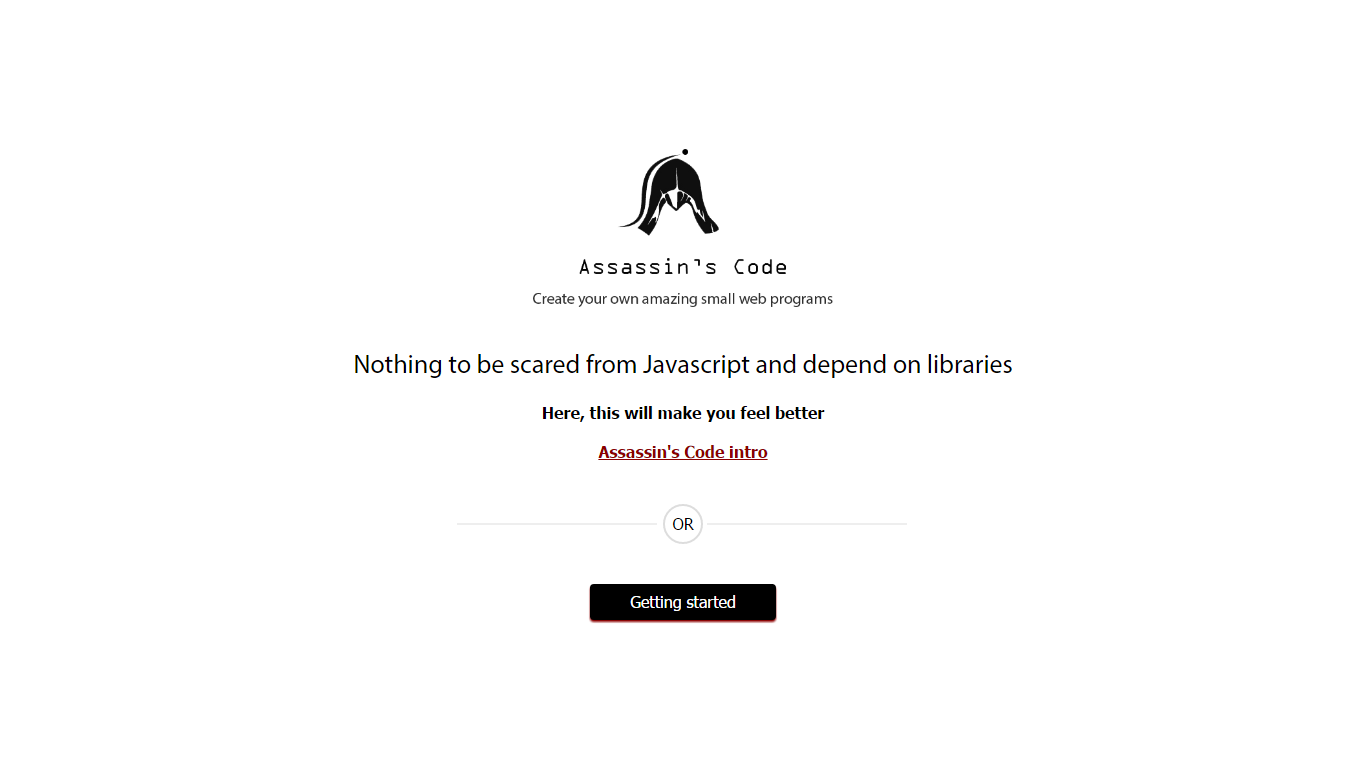 Assassin's Code
Create your own amazing small web programs
Nothing to be scared from Javascript and depend on libraries
Here, this will make you feel better
Assassin's Code intro
OR
Getting started